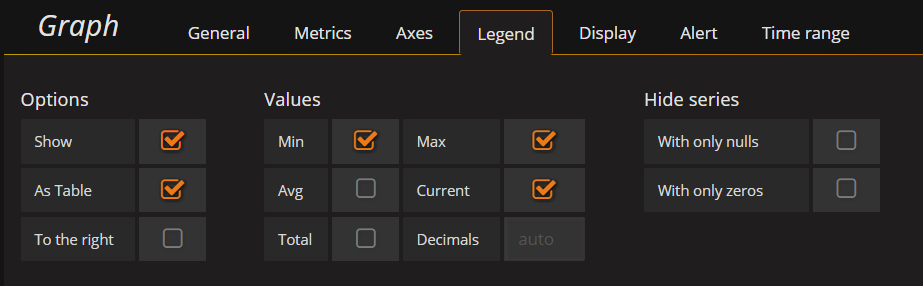 Graph General Metrics Axes Legend Display Alert Time range
Options Values Hide series
Show Min Max With only nulls
As Table Avg Current With only zeros
To the right Total Decimals auto